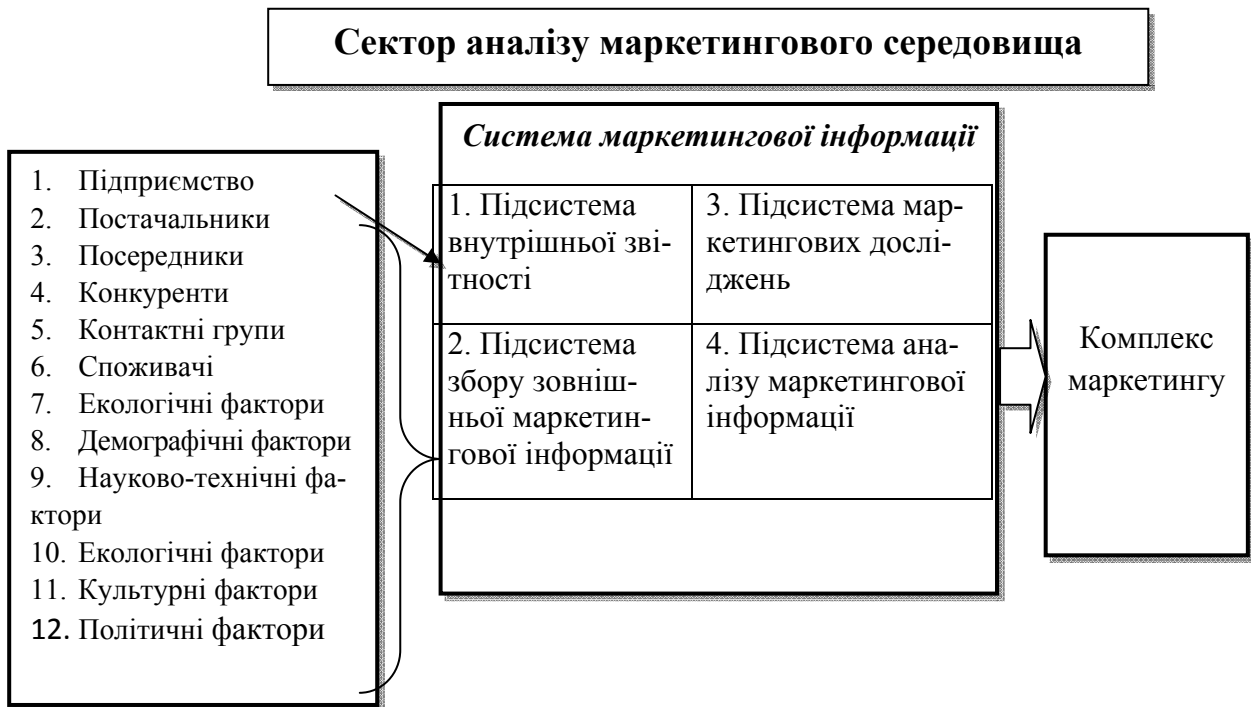 Сектор аналізу маркетингового середовища
Система маркетингової інформації
1. Підприємство
2. Постачальники
3. Посередники
4. Конкуренти
5. Контактні групи
6. Споживачі
7. Екологічні фактори
8. Демографічні фактори
9. Науково-технічні фа-
ктори
10. Екологічні фактори
11. Культурні фактори
12. Політичні фактори
1. Підсистема
внутрішньої зві-
тності
3. Підсистема мар-
кетингових дослі-
джень
2. Підсистема
збору зовніш-
ньої маркетин-
гової інформації
4. Підсистема ана-
лізу маркетингової
інформації
Комплекс
маркетингу